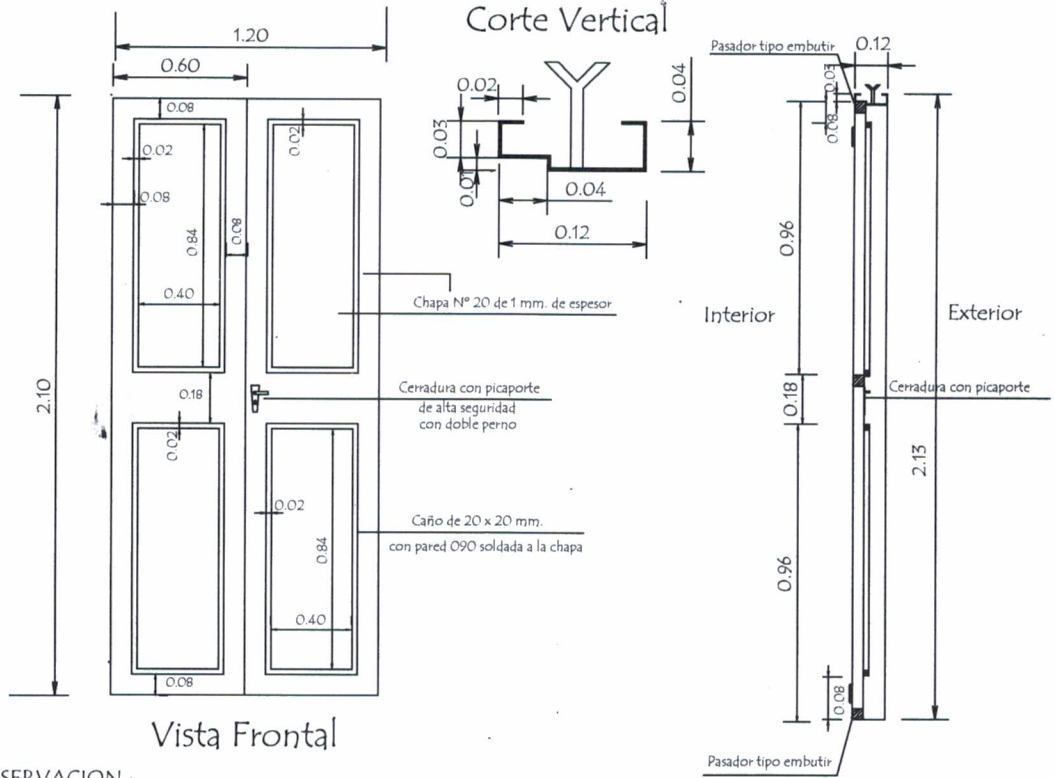 Corte Vertical
1.20
0.60
0.08
0.02
0.02
0.08
0.84
0.08
0.40
2.10
0.18
0.02
0.02
0.84
0.40
0.08
Vista Frontal
0.02
0.03
0.01
0.04
0.04
0.12
Chapa Nº 20 de 1 mm. de espesor
Cerradura con picaporte
de alta seguridad
con doble perno
Caño de 20 x 20 mm.
con pared 090 soldada a la chapa
Pasador tipo embutir
0.12
0.03
0.08
0.96
Interior
Exterior
0.18
Cerradura con picaporte
2.13
0.96
0.08
Pasador tipo embutir